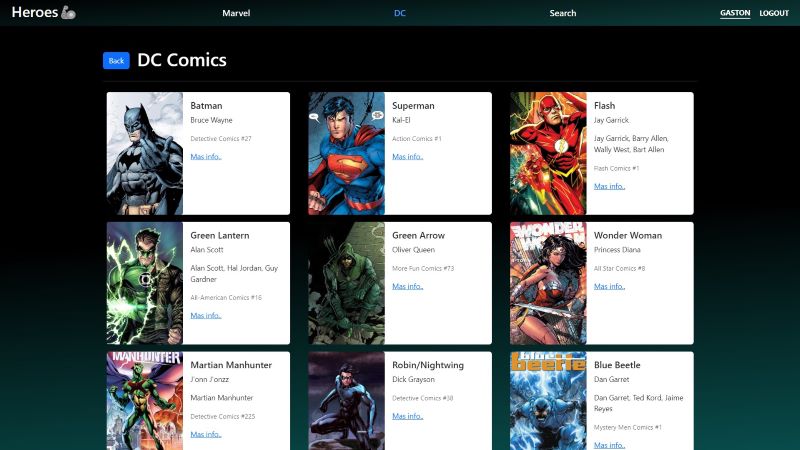 Heroes
Marvel
DC
Search
GASTON
LOGOUT
Back
DC Comics
Batman
Bruce Wayne
Detective Comics #27
Mas info..
Superman
Kal-El
Action Comics #1
Mas info..
Flash
Jay Garrick
Jay Garrick, Barry Allen,
Wally West, Bart Allen
Flash Comics #1
Mas info..
Green Lantern
Alan Scott
Alan Scott, Hal Jordan, Guy
Gardner
All-American Comics #16
Mas info..
Green Arrow
Oliver Queen
More Fun Comics #73
Mas info..
WONDER
WOMAN
Wonder Woman
Princess Diana
All Star Comics #8
Mas info..
MANHUNTER
Martian Manhunter
J'onn J'onzz
Martian Manhunter
Detective Comics #225
Mas info..
Robin/Nightwing
Dick Grayson
Detective Comics #38
Mas info..
blue
beetle
Blue Beetle
Dan Garret
Dan Garret, Ted Kord, Jaime
Reyes
Mystery Men Comics #1
Mas info..